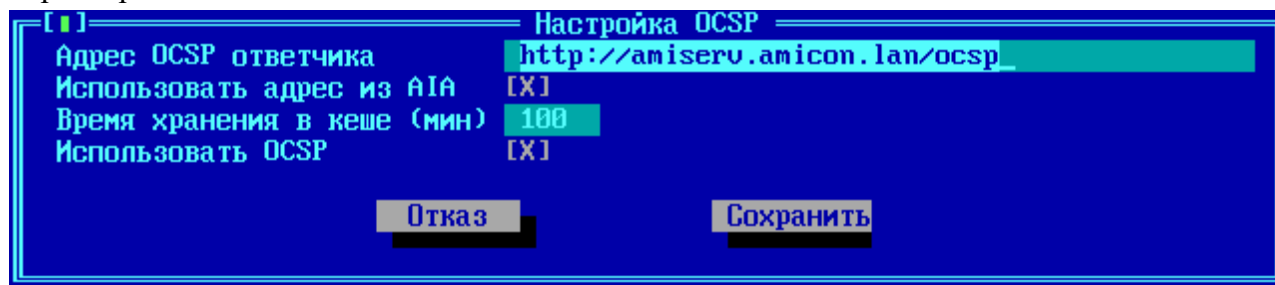 Настройка OCSP
Адрес OCSP ответчика http://amiserv.amicon.lan/ocsp_
Использовать адрес из AIA [X]
Время хранения в кеше (мин) 100
Использовать OCSP [X]
Отказ Сохранить